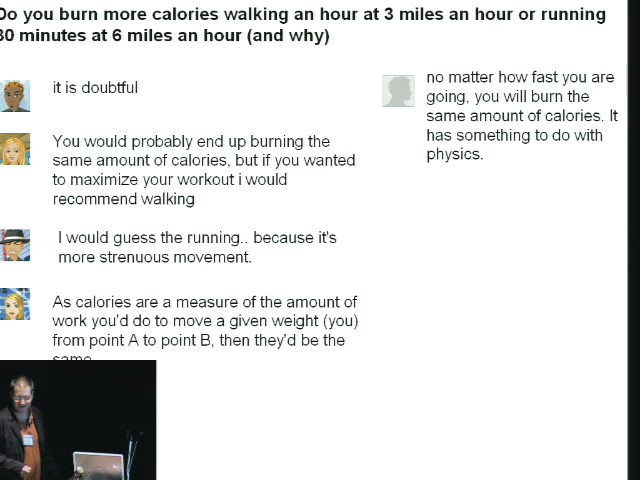 Do you burn more calories walking an hour at 3 miles an hour or running
30 minutes at 6 miles an hour (and why)
it is doubtful
You would probably end up burning the
same amount of calories, but if you wanted
to maximize your workout i would
recommend walking
I would guess the running.. because it's
more strenuous movement.
As calories are a measure of the amount of
work you'd do to move a given weight (you)
from point A to point B, then they'd be the
same
no matter how fast you are
going, you will burn the
same amount of calories. It
has something to do with
physics.